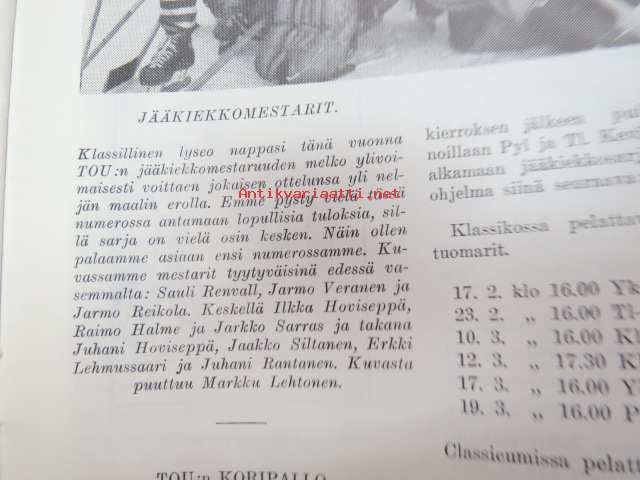 JÄÄKIEKKOMESTARIT.
Klassillinen lyseo nappasi tänä vuonna
TOU:n jääkiekkomestaruuden melko ylivoi-
maisesti voittaen jokaisen ottelunsa yli nel-
jän maalin erolla. Emme pysty vielä tässä
numerossa antamaan lopullisia tuloksia, sil-
lä sarja on vielä osin kesken. Näin ollen
palaamme asiaan ensi numerossamme. Ku-
vassamme mestarit tyytyväisinä edessä va-
semmalta: Sauli Renvall, Jarmo Veranen ja
Jarmo Reikola. Keskellä Ilkka Hoviseppä,
Raimo Halme ja Jarkko Sarras ja takana
Juhani Hoviseppä, Jaakko Siltanen, Erkki
Lehmussaari ja Juhani Rantanen. Kuvasta
puuttuu Markku Lehtonen.
Antikvariaatti.net
TOU:n KORIPALLO
kierroksen jälkeen
noillaan Pyl ja Tl.
alkamaan jääkiekkosar
ohjelma siinä seuraava
Klassikossa pelatta
tuomarit.
17. 2. klo 16.00 Yk
23. 2. „ 16.00 Tl-
10. 3. „ 16.00 Kl
12. 3. „ 17.30 K
17. 3. „ 16.00 Y
19. 3. „ 16.00 P
Classicumissa pelatt